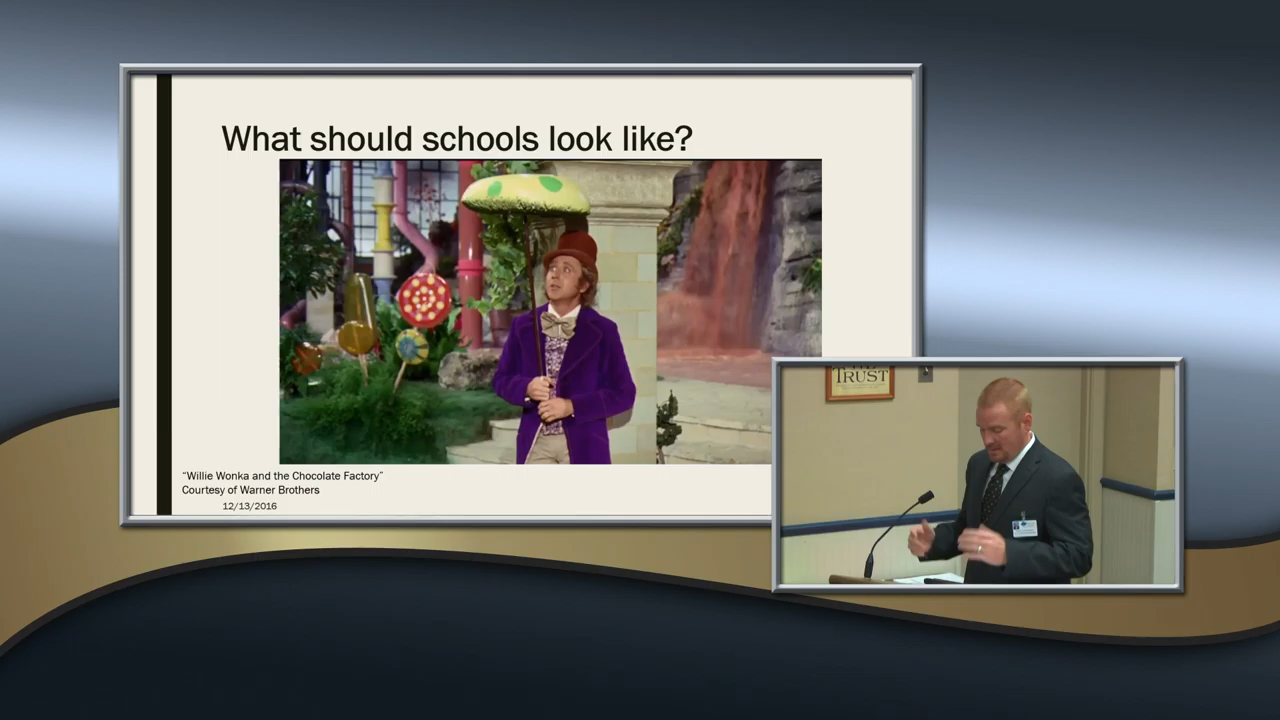 What should schools look like?
“Willie Wonka and the Chocolate Factory”
Courtesy of Warner Brothers
12/13/2016
TRUST